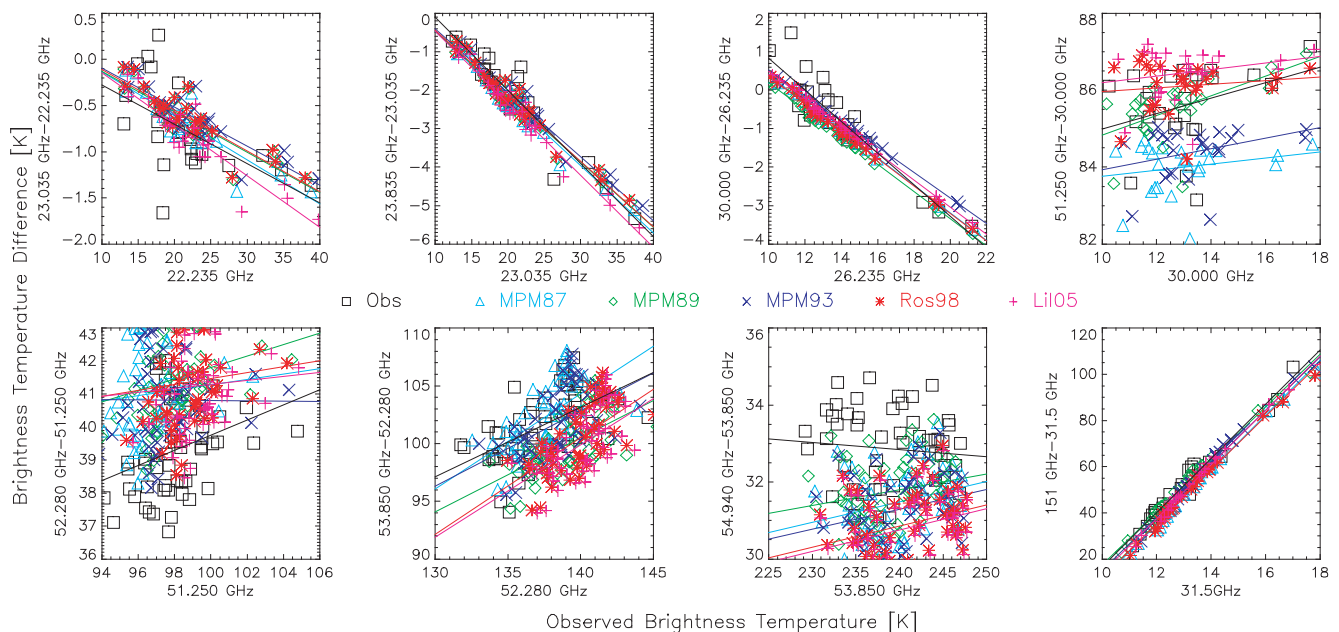 Brightness Temperature Difference [K]
23.035 GHz-22.235 GHz
0.5
0.0
-0.5
-1.0
-1.5
-2.0
10 15 20 25 30 35 40
22.235 GHz
23.835 GHz-23.035 GHz
0
-1
-2
-3
-4
-5
-6
10 15 20 25 30 35 40
23.035 GHz
30.000 GHz-26.235 GHz
2
1
0
-1
-2
-3
-4
10 12 14 16 18 20 22
26.235 GHz
51.250 GHz-30.000 GHz
88
86
84
82
10 12 14 16 18
30.000 GHz
Obs MPM87 MPM89 MPM93 Ros98 Lil05
52.280 GHz-51.250 GHz
43
42
41
40
39
38
37
36
94 96 98 100 102 104 106
51.250 GHz
53.850 GHz-52.280 GHz
110
105
100
95
90
130 135 140 145
52.280 GHz
54.940 GHz-53.850 GHz
36
34
32
30
225 230 235 240 245 250
53.850 GHz
151 GHz-31.5 GHz
120
100
80
60
40
20
10 12 14 16 18
31.5GHz
Observed Brightness Temperature [K]